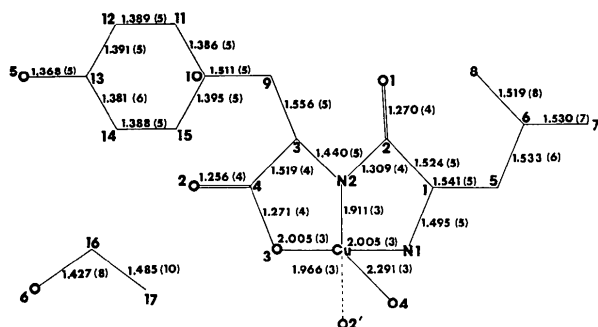 12 1.389 (5) 11
1.391 (5) 1.386 (5)
5 O 1.368 (5) 13 10 1.511 (5) 9
1.381 (6) 1.395 (5)
14 1.388 (5) 15
O1 8
1.270 (4) 1.519 (8)
1.556 (5) 2 6 1.530 (7) 7
3 1.440 (5) 1.524 (5) 1.533 (6)
2 O 1.256 (4) 4 1.519 (4) N2 1.309 (4) 1 1.541 (5) 5
1.271 (4) 1.911 (3) 1.495 (5)
16 O 2.005 (3) Cu 2.005 (3) N1
3 1.966 (3) 2.291 (3)
1.427 (8) 1.485 (10)
O 6 17 O4
O2'